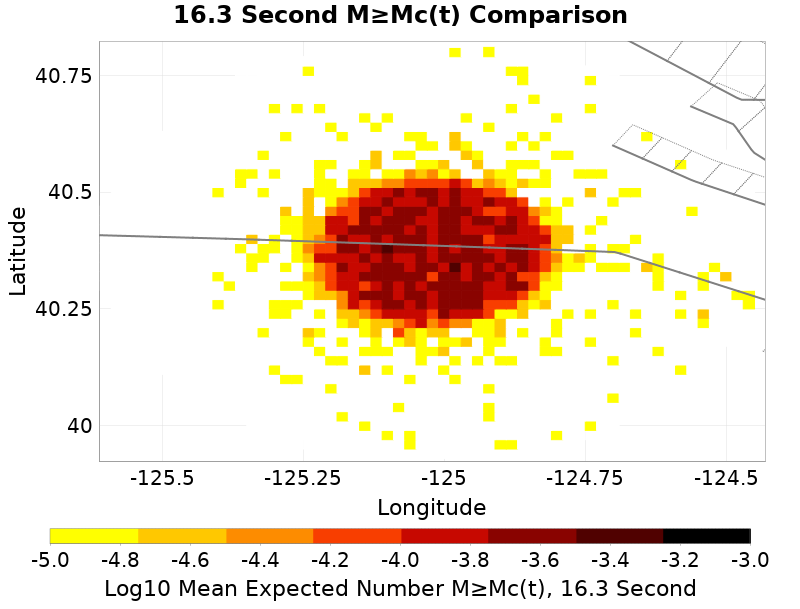 16.3 Second M≥Mc(t) Comparison
40.75
40.5
40.25
40
Latitude
-125.5 -125.25 -125 -124.75 -124.5
Longitude
-5.0 -4.8 -4.6 -4.4 -4.2 -4.0 -3.8 -3.6 -3.4 -3.2 -3.0
Log10 Mean Expected Number M≥Mc(t), 16.3 Second